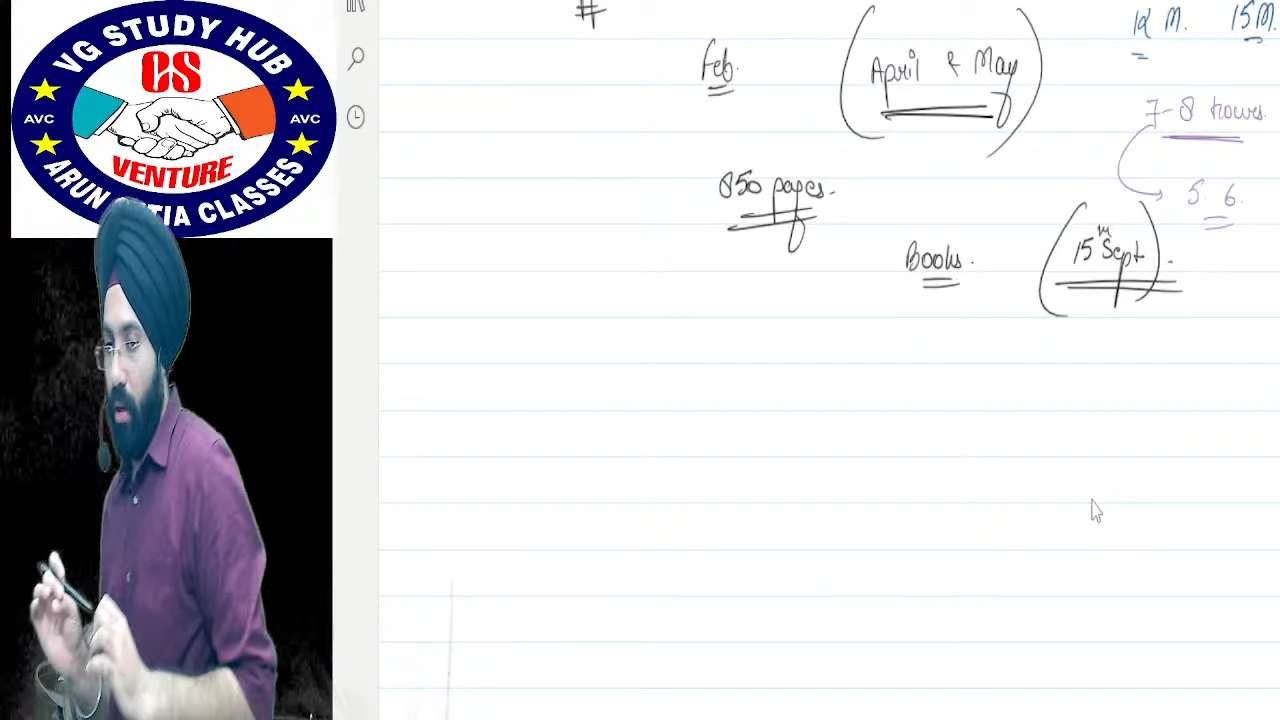 VG STUDY HUB
CS
AVC AVC
VENTURE
ARUN TIA CLASSES
#
12 M. 15 M.
Feb.
April & May
7-8 hours.
850 pages.
5. 6.
Books.
15th Sept.